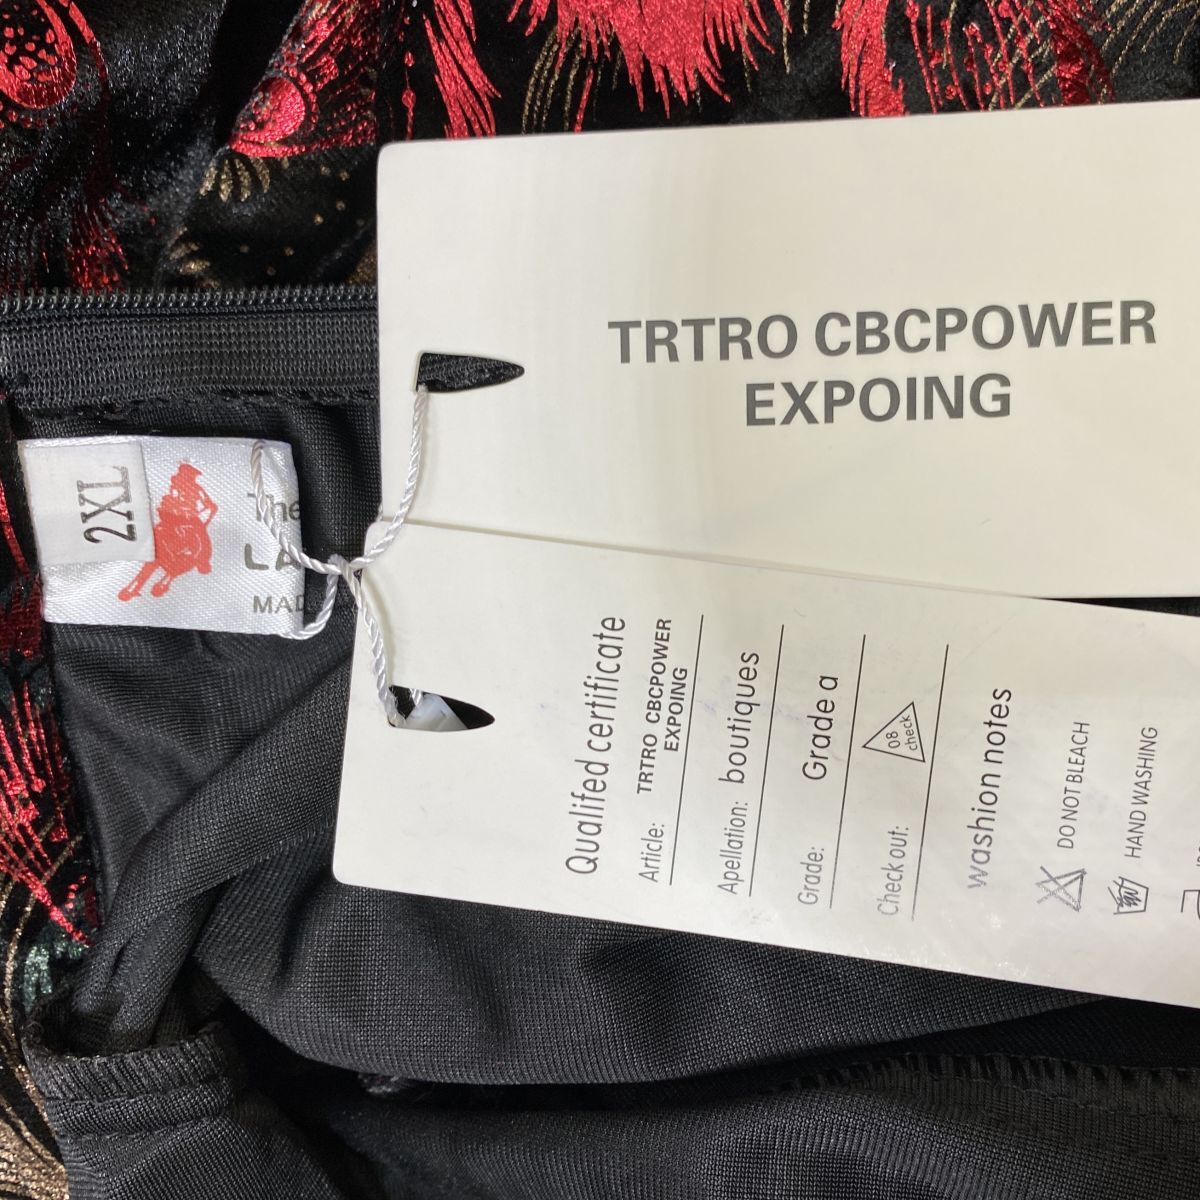 TRTRO CBCPOWER
EXPOING
2XL
The
LA
MAD
Qualifed certificate
Article: TRTRO CBCPOWER
EXPOING
Apellation: boutiques
Grade: Grade a
Check out: 08 check
washion notes
DO NOT BLEACH
HAND WASHING